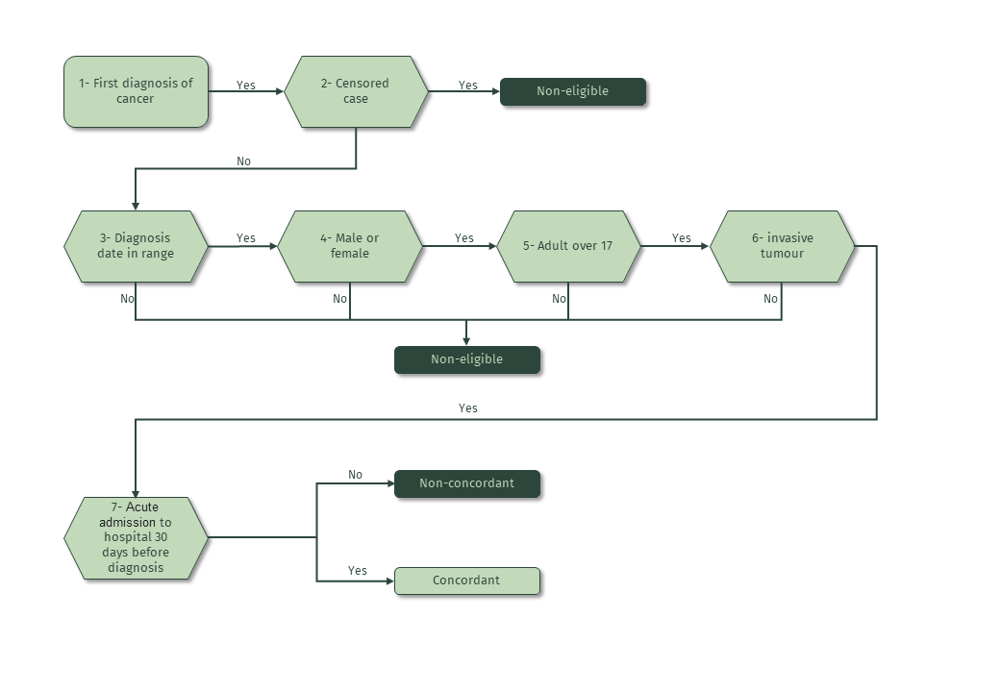 1- First diagnosis of
cancer
Yes
2- Censored
case
Yes
Non-eligible
No
3- Diagnosis
date in range
Yes
4- Male or
female
Yes
5- Adult over 17
Yes
6- invasive
tumour
No
No
No
No
Non-eligible
Yes
7- Acute
admission to
hospital 30
days before
diagnosis
No
Non-concordant
Yes
Concordant